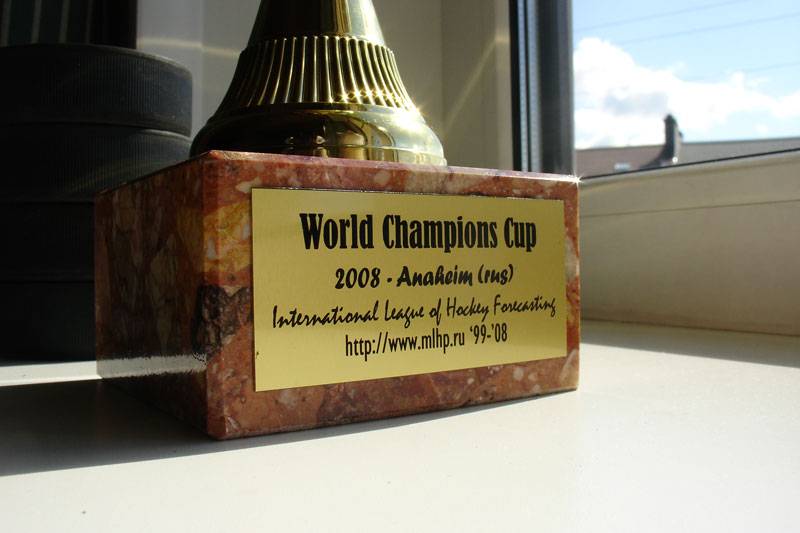 World Champions Cup
2008 - Anaheim (rus)
International League of Hockey Forecasting
http://www.mlhp.ru '99-'08